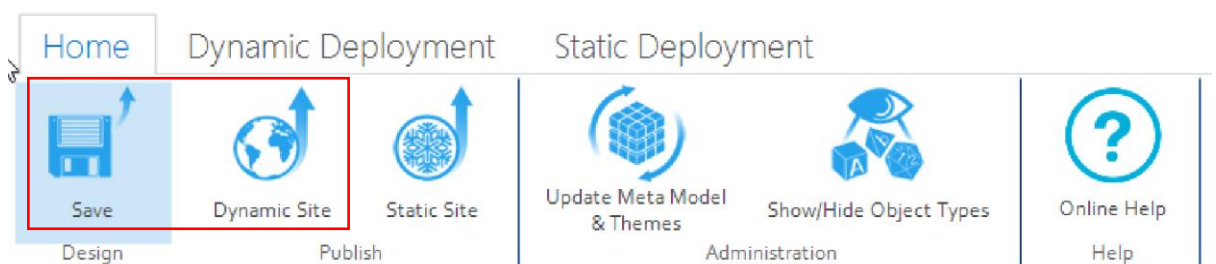 Home Dynamic Deployment Static Deployment
Save Dynamic Site Static Site Update Meta Model
& Themes Show/Hide Object Types Online Help
Design Publish Administration Help